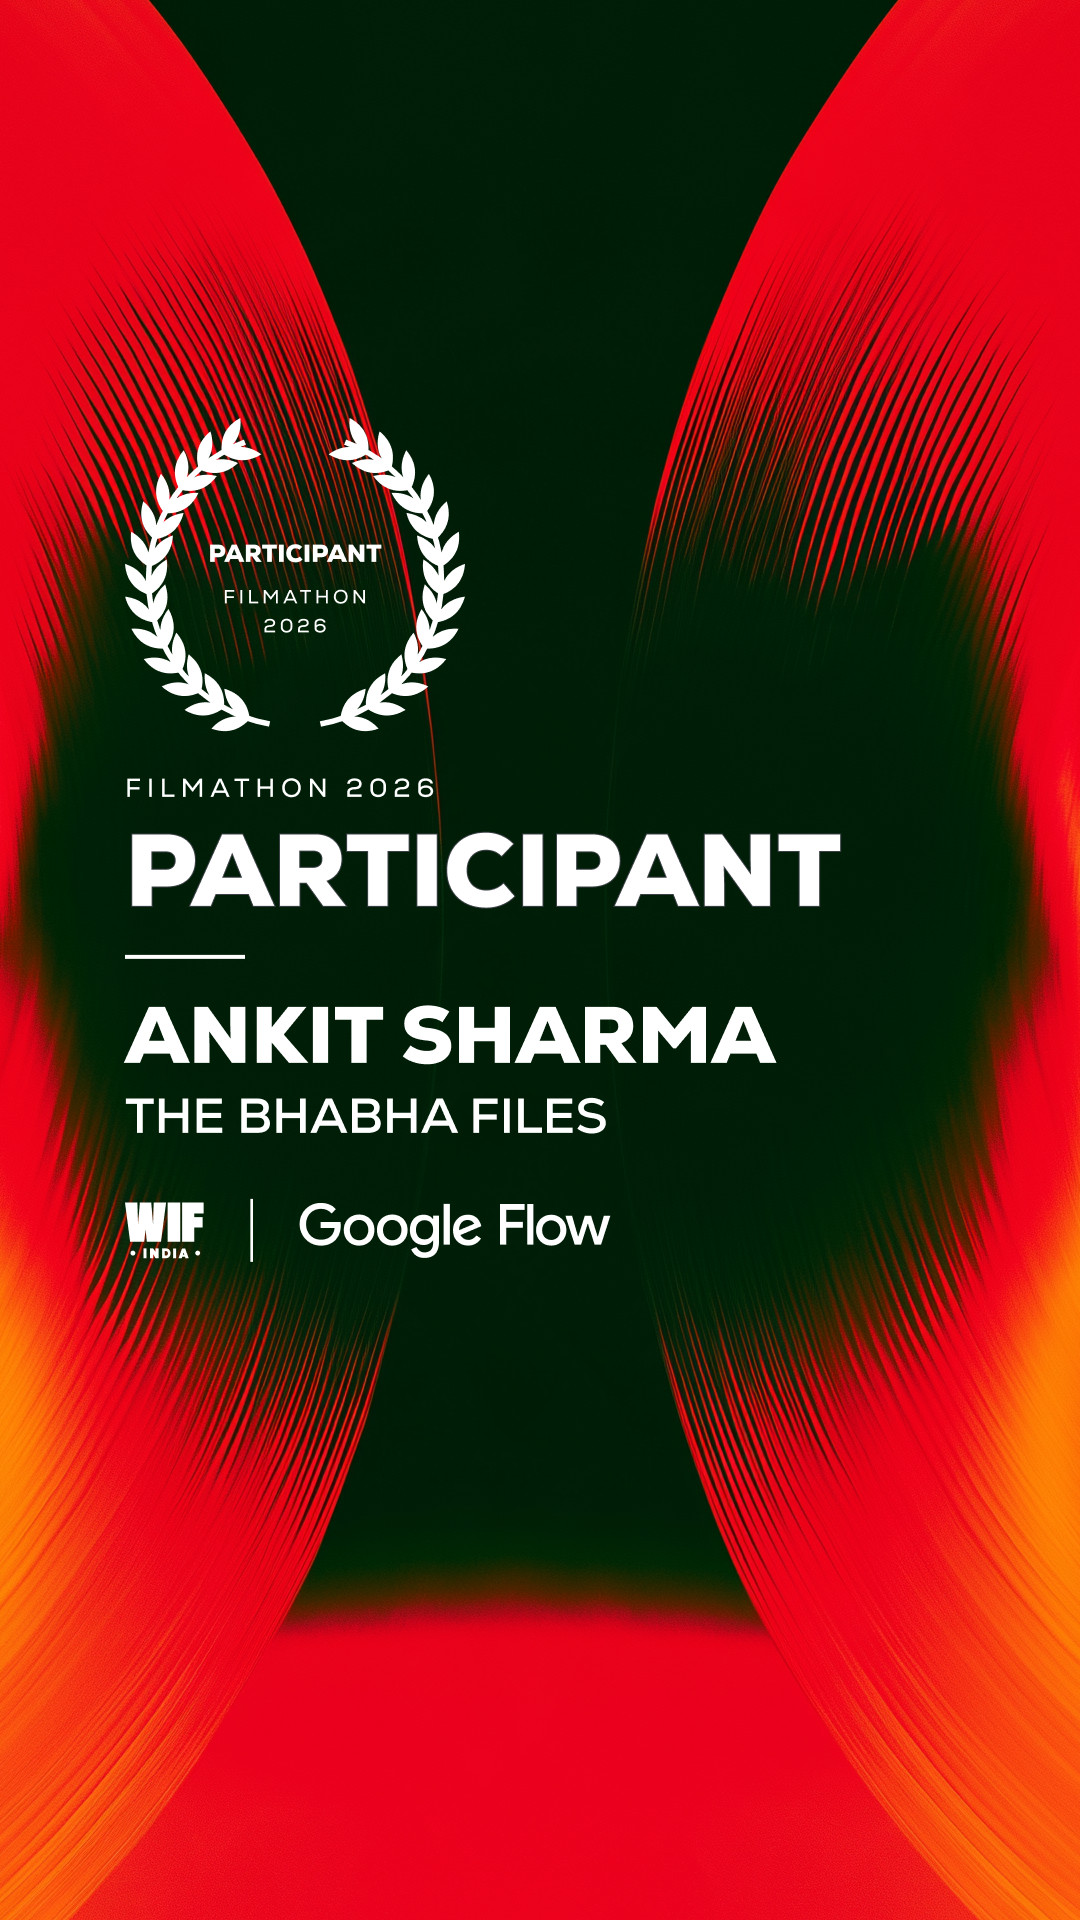 PARTICIPANT
FILMATHON
2026
FILMATHON 2026
PARTICIPANT
ANKIT SHARMA
THE BHABHA FILES
WIF
• INDIA •
Google Flow